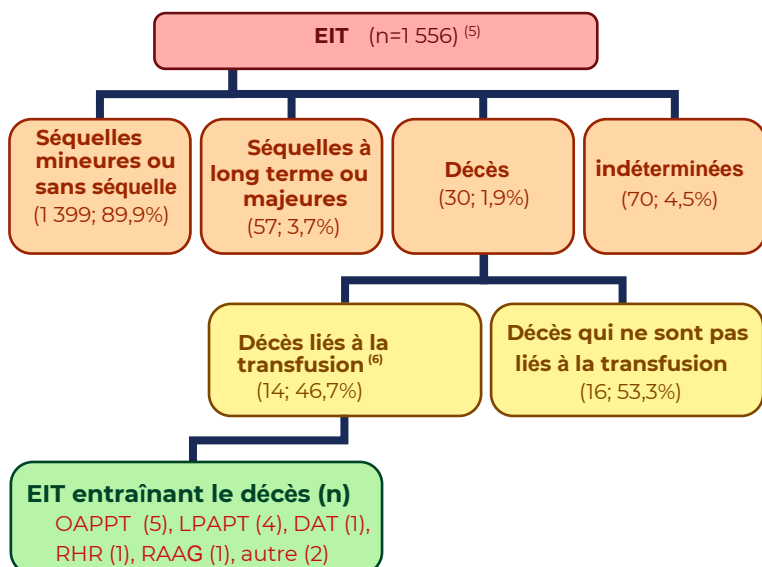 EIT (n=1 556) (5)
Séquelles
mineures ou
sans séquelle
(1 399; 89,9%)
Séquelles à
long terme ou
majeures
(57; 3,7%)
Décès
(30; 1,9%)
indéterminées
(70; 4,5%)
Décès liés à la
transfusion (6)
(14; 46,7%)
Décès qui ne sont pas
liés à la transfusion
(16; 53,3%)
EIT entraînant le décès (n)
OAPPT (5), LPAPT (4), DAT (1),
RHR (1), RAAG (1), autre (2)